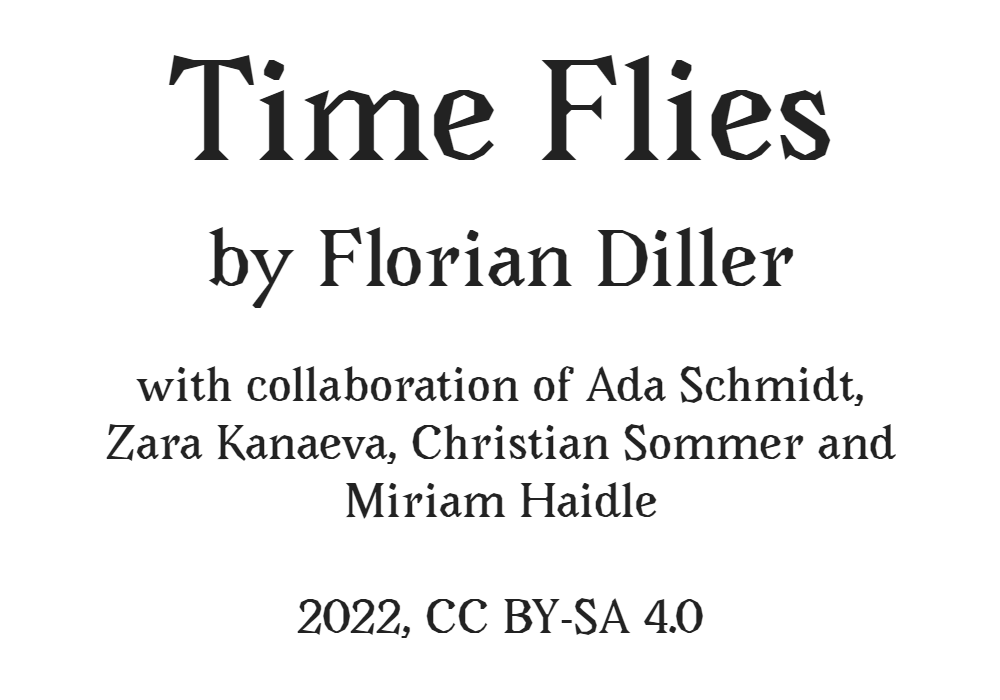 Time Flies
by Florian Diller
with collaboration of Ada Schmidt,
Zara Kanaeva, Christian Sommer and
Miriam Haidle
2022, CC BY-SA 4.0